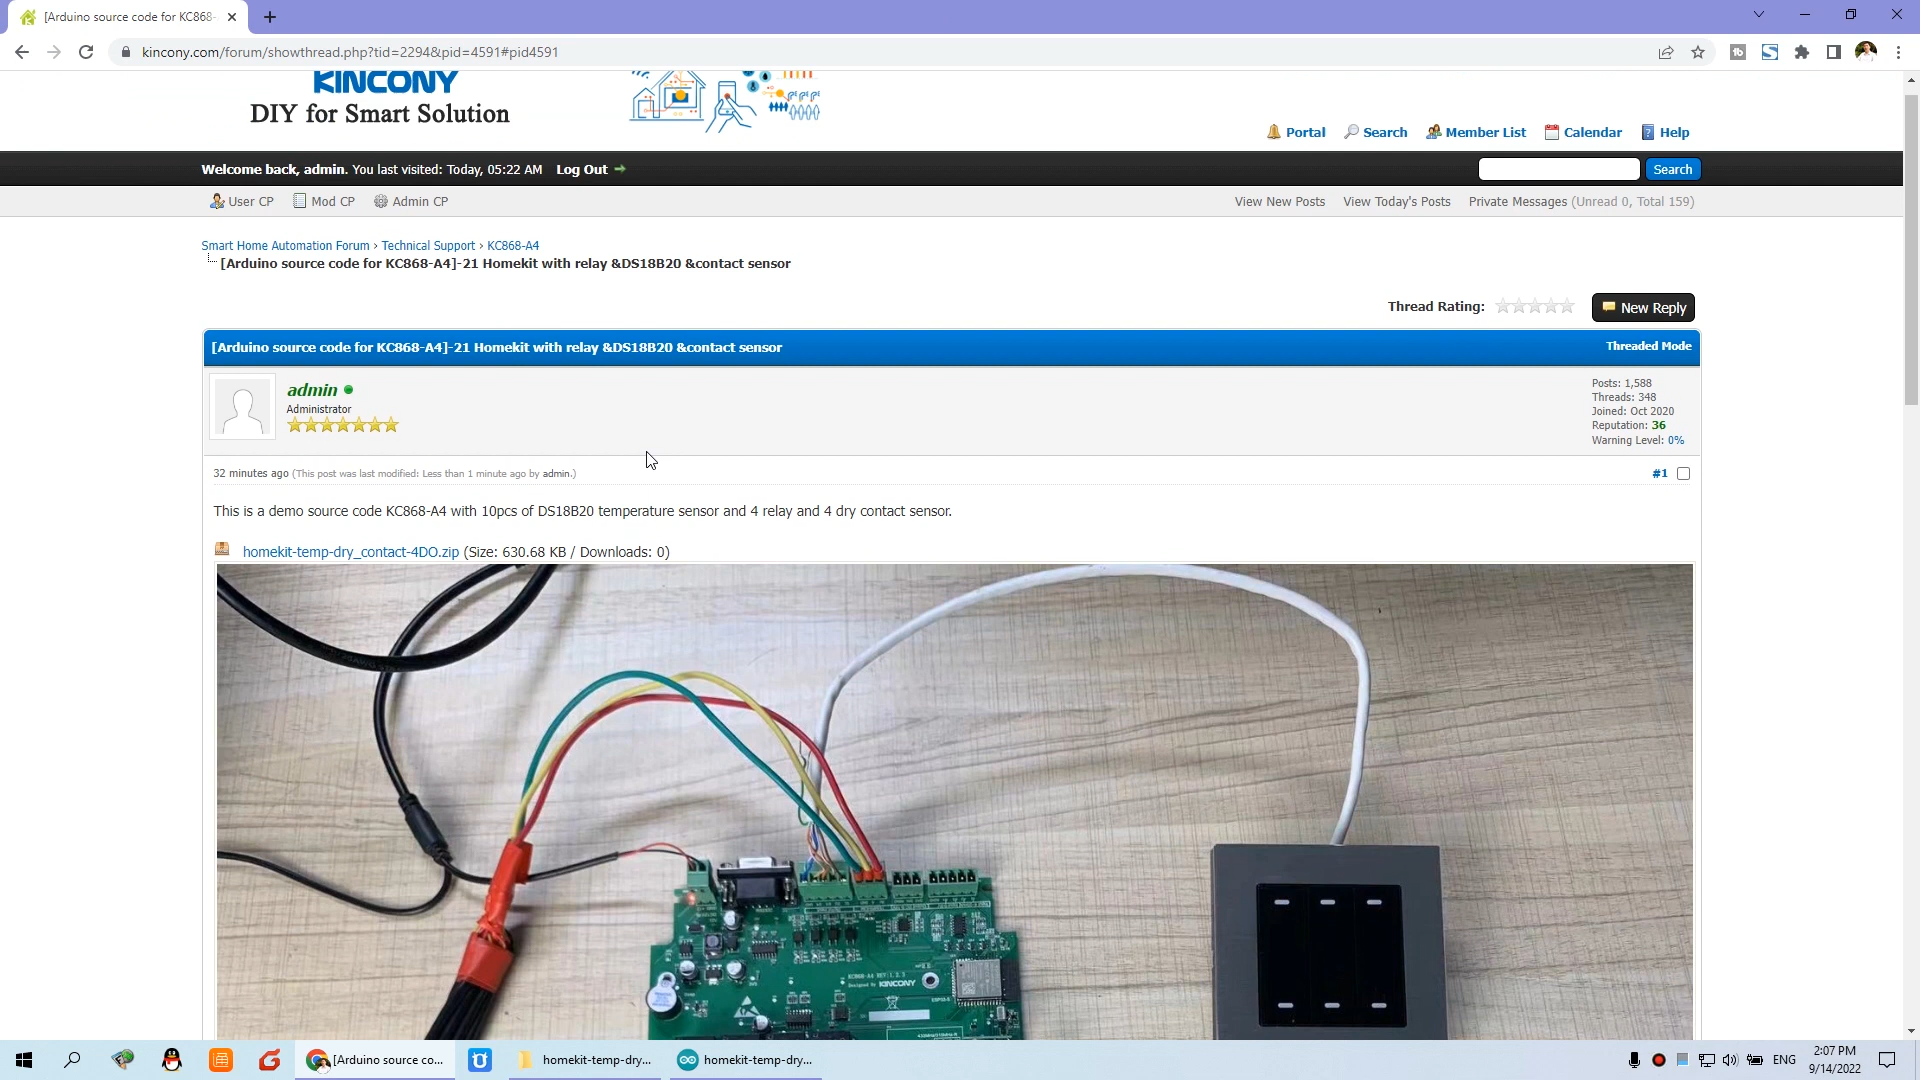 [Arduino source code for KC868-
kincony.com/forum/showthread.php?tid=2294&pid=4591#pid4591
KINCONY
DIY for Smart Solution
Portal Search Member List Calendar Help
Welcome back, admin. You last visited: Today, 05:22 AM Log Out
Search
User CP Mod CP Admin CP
View New Posts View Today's Posts Private Messages (Unread 0, Total 159)
Smart Home Automation Forum › Technical Support › KC868-A4
[Arduino source code for KC868-A4]-21 Homekit with relay &DS18B20 &contact sensor
Thread Rating:
New Reply
[Arduino source code for KC868-A4]-21 Homekit with relay &DS18B20 &contact sensor
Threaded Mode
admin
Administrator
Posts: 1,588
Threads: 348
Joined: Oct 2020
Reputation: 36
Warning Level: 0%
32 minutes ago (This post was last modified: Less than 1 minute ago by admin.)
#1
This is a demo source code KC868-A4 with 10pcs of DS18B20 temperature sensor and 4 relay and 4 dry contact sensor.
homekit-temp-dry_contact-4DO.zip (Size: 630.68 KB / Downloads: 0)
KC868-A4 REV:1.2.3
Designed by KINCONY
[Arduino source co...
homekit-temp-dry...
homekit-temp-dry...
ENG
2:07 PM
9/14/2022